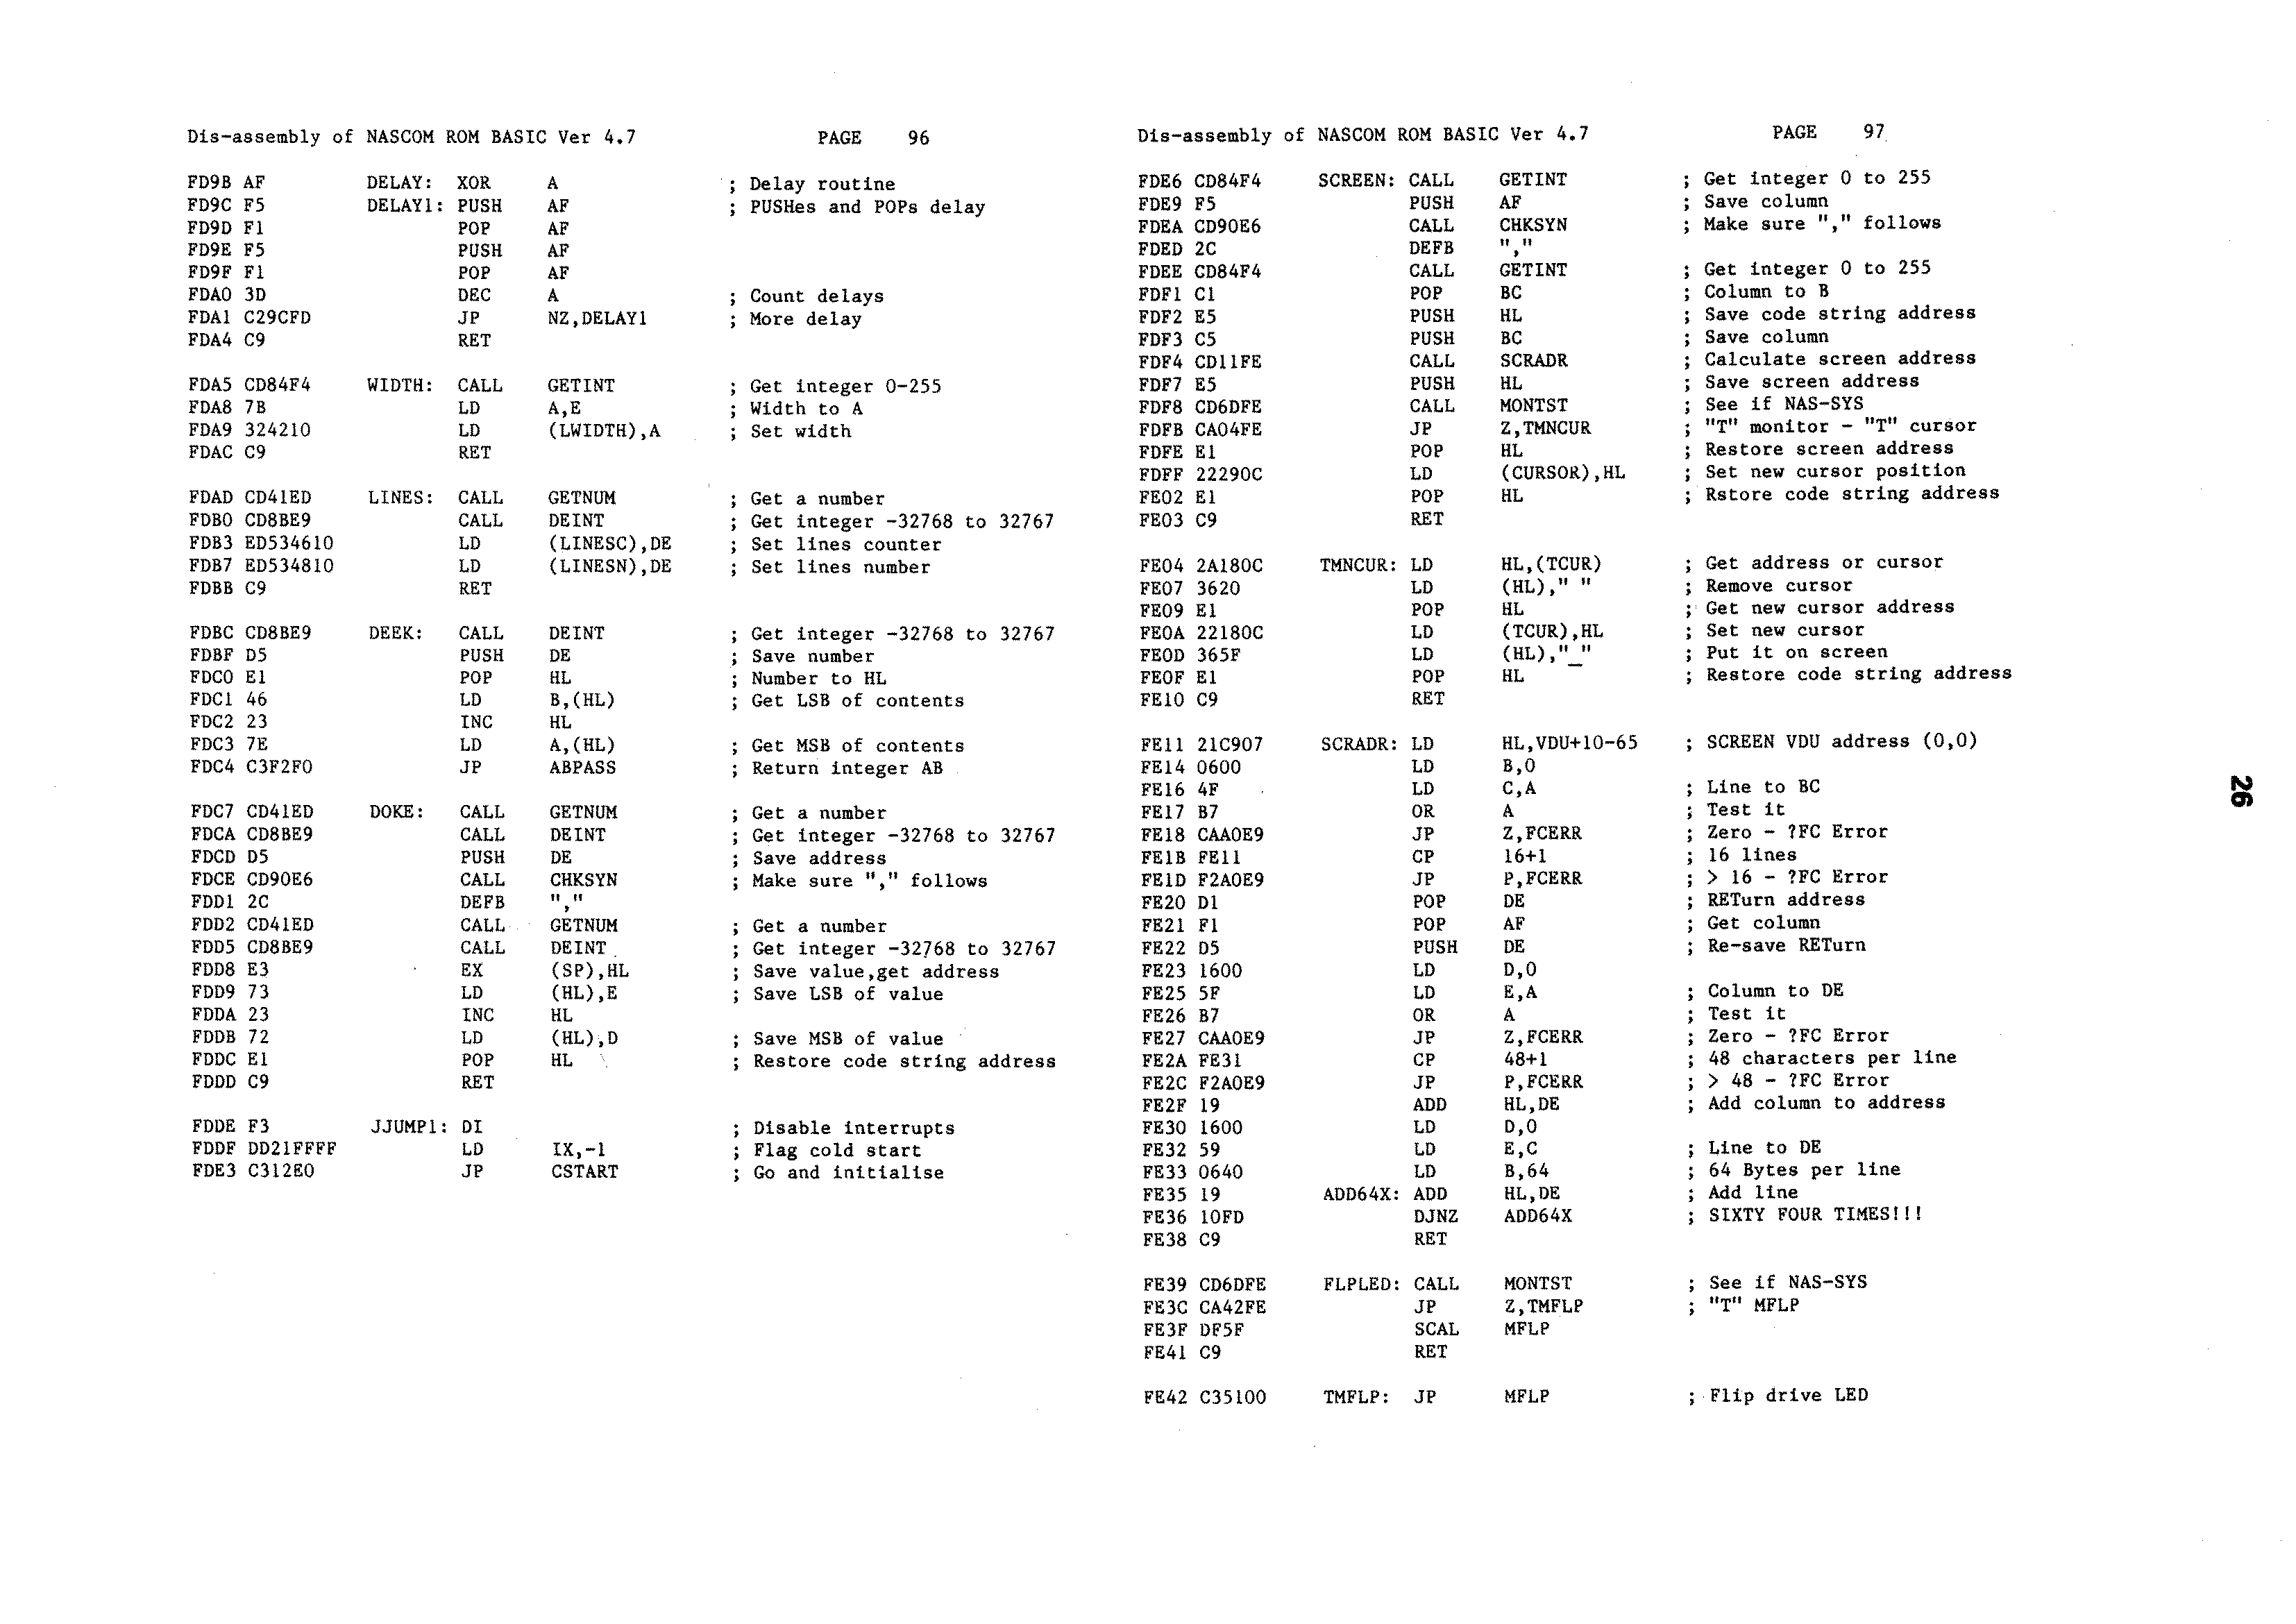 Dis-assembly of NASCOM ROM BASIC Ver 4.7 PAGE 96
FD9B AF DELAY: XOR A ; Delay routine
FD9C F5 DELAY1: PUSH AF ; PUSHes and POPs delay
FD9D F1 POP AF
FD9E F5 PUSH AF
FD9F F1 POP AF
FDA0 3D DEC A ; Count delays
FDA1 C29CFD JP NZ,DELAY1 ; More delay
FDA4 C9 RET
FDA5 CD84F4 WIDTH: CALL GETINT ; Get integer 0-255
FDA8 7B LD A,E ; Width to A
FDA9 324210 LD (LWIDTH),A ; Set width
FDAC C9 RET
FDAD CD41ED LINES: CALL GETNUM ; Get a number
FDB0 CD8BE9 CALL DEINT ; Get integer -32768 to 32767
FDB3 ED534610 LD (LINESC),DE ; Set lines counter
FDB7 ED534810 LD (LINESN),DE ; Set lines number
FDBB C9 RET
FDBC CD8BE9 DEEK: CALL DEINT ; Get integer -32768 to 32767
FDBF D5 PUSH DE ; Save number
FDC0 E1 POP HL ; Number to HL
FDC1 46 LD B,(HL) ; Get LSB of contents
FDC2 23 INC HL
FDC3 7E LD A,(HL) ; Get MSB of contents
FDC4 C3F2F0 JP ABPASS ; Return integer AB
FDC7 CD41ED DOKE: CALL GETNUM ; Get a number
FDCA CD8BE9 CALL DEINT ; Get integer -32768 to 32767
FDCD D5 PUSH DE ; Save address
FDCE CD90E6 CALL CHKSYN ; Make sure "," follows
FDD1 2C DEFB ","
FDD2 CD41ED CALL GETNUM ; Get a number
FDD5 CD8BE9 CALL DEINT ; Get integer -32768 to 32767
FDD8 E3 EX (SP),HL ; Save value,get address
FDD9 73 LD (HL),E ; Save LSB of value
FDDA 23 INC HL
FDDB 72 LD (HL),D ; Save MSB of value
FDDC E1 POP HL ; Restore code string address
FDDD C9 RET
FDDE F3 JJUMP1: DI ; Disable interrupts
FDDF DD21FFFF LD IX,-1 ; Flag cold start
FDE3 C312E0 JP CSTART ; Go and initialise
Dis-assembly of NASCOM ROM BASIC Ver 4.7 PAGE 97
FDE6 CD84F4 SCREEN: CALL GETINT ; Get integer 0 to 255
FDE9 F5 PUSH AF ; Save column
FDEA CD90E6 CALL CHKSYN ; Make sure "," follows
FDED 2C DEFB ","
FDEE CD84F4 CALL GETINT ; Get integer 0 to 255
FDF1 C1 POP BC ; Column to B
FDF2 E5 PUSH HL ; Save code string address
FDF3 C5 PUSH BC ; Save column
FDF4 CD11FE CALL SCRADR ; Calculate screen address
FDF7 E5 PUSH HL ; Save screen address
FDF8 CD6DFE CALL MONTST ; See if NAS-SYS
FDFB CA04FE JP Z,TMNCUR ; "T" monitor - "T" cursor
FDFE E1 POP HL ; Restore screen address
FDFF 22290C LD (CURSOR),HL ; Set new cursor position
FE02 E1 POP HL ; Rstore code string address
FE03 C9 RET
FE04 2A180C TMNCUR: LD HL,(TCUR) ; Get address or cursor
FE07 3620 LD (HL)," " ; Remove cursor
FE09 E1 POP HL ; Get new cursor address
FE0A 22180C LD (TCUR),HL ; Set new cursor
FE0D 365F LD (HL),"_" ; Put it on screen
FE0F E1 POP HL ; Restore code string address
FE10 C9 RET
FE11 21C907 SCRADR: LD HL,VDU+10-65 ; SCREEN VDU address (0,0)
FE14 0600 LD B,0
FE16 4F LD C,A ; Line to BC
FE17 B7 OR A ; Test it
FE18 CAA0E9 JP Z,FCERR ; Zero - ?FC Error
FE1B FE11 CP 16+1 ; 16 lines
FE1D F2A0E9 JP P,FCERR ; > 16 - ?FC Error
FE20 D1 POP DE ; RETurn address
FE21 F1 POP AF ; Get column
FE22 D5 PUSH DE ; Re-save RETurn
FE23 1600 LD D,0
FE25 5F LD E,A ; Column to DE
FE26 B7 OR A ; Test it
FE27 CAA0E9 JP Z,FCERR ; Zero - ?FC Error
FE2A FE31 CP 48+1 ; 48 characters per line
FE2C F2A0E9 JP P,FCERR ; > 48 - ?FC Error
FE2F 19 ADD HL,DE ; Add column to address
FE30 1600 LD D,0
FE32 59 LD E,C ; Line to DE
FE33 0640 LD B,64 ; 64 Bytes per line
FE35 19 ADD64X: ADD HL,DE ; Add line
FE36 10FD DJNZ ADD64X ; SIXTY FOUR TIMES!!!
FE38 C9 RET
FE39 CD6DFE FLPLED: CALL MONTST ; See if NAS-SYS
FE3C CA42FE JP Z,TMFLP ; "T" MFLP
FE3F DF5F SCAL MFLP
FE41 C9 RET
FE42 C35100 TMFLP: JP MFLP ; Flip drive LED
26